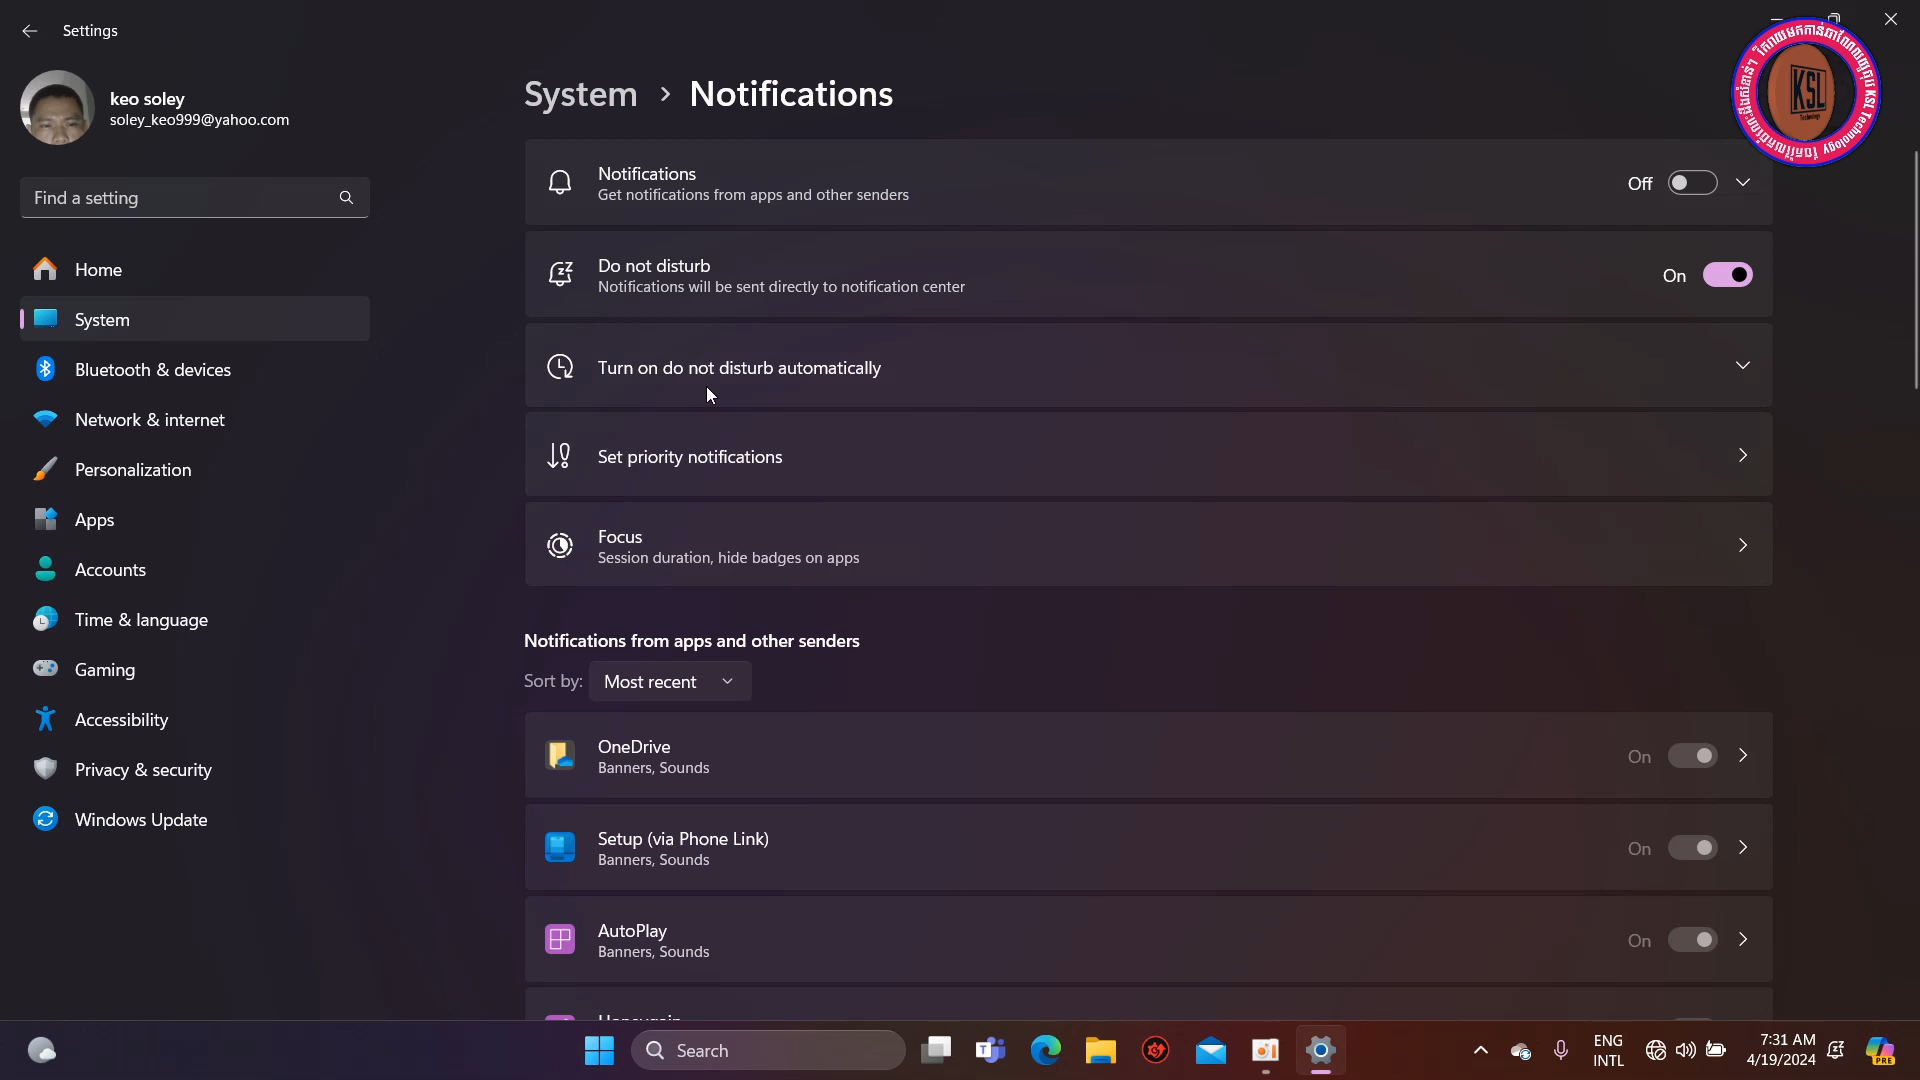 Settings
keo soley
soley_keo999@yahoo.com
Find a setting
Home
System
Bluetooth & devices
Network & internet
Personalization
Apps
Accounts
Time & language
Gaming
Accessibility
Privacy & security
Windows Update
System > Notifications
Notifications
Get notifications from apps and other senders
Off
Do not disturb
Notifications will be sent directly to notification center
On
Turn on do not disturb automatically
Set priority notifications
Focus
Session duration, hide badges on apps
Notifications from apps and other senders
Sort by: Most recent
OneDrive
Banners, Sounds
On
Setup (via Phone Link)
Banners, Sounds
On
AutoPlay
Banners, Sounds
On
KSL
Technology
KSL Technology
Search
ENG
INTL
7:31 AM
4/19/2024
PRE